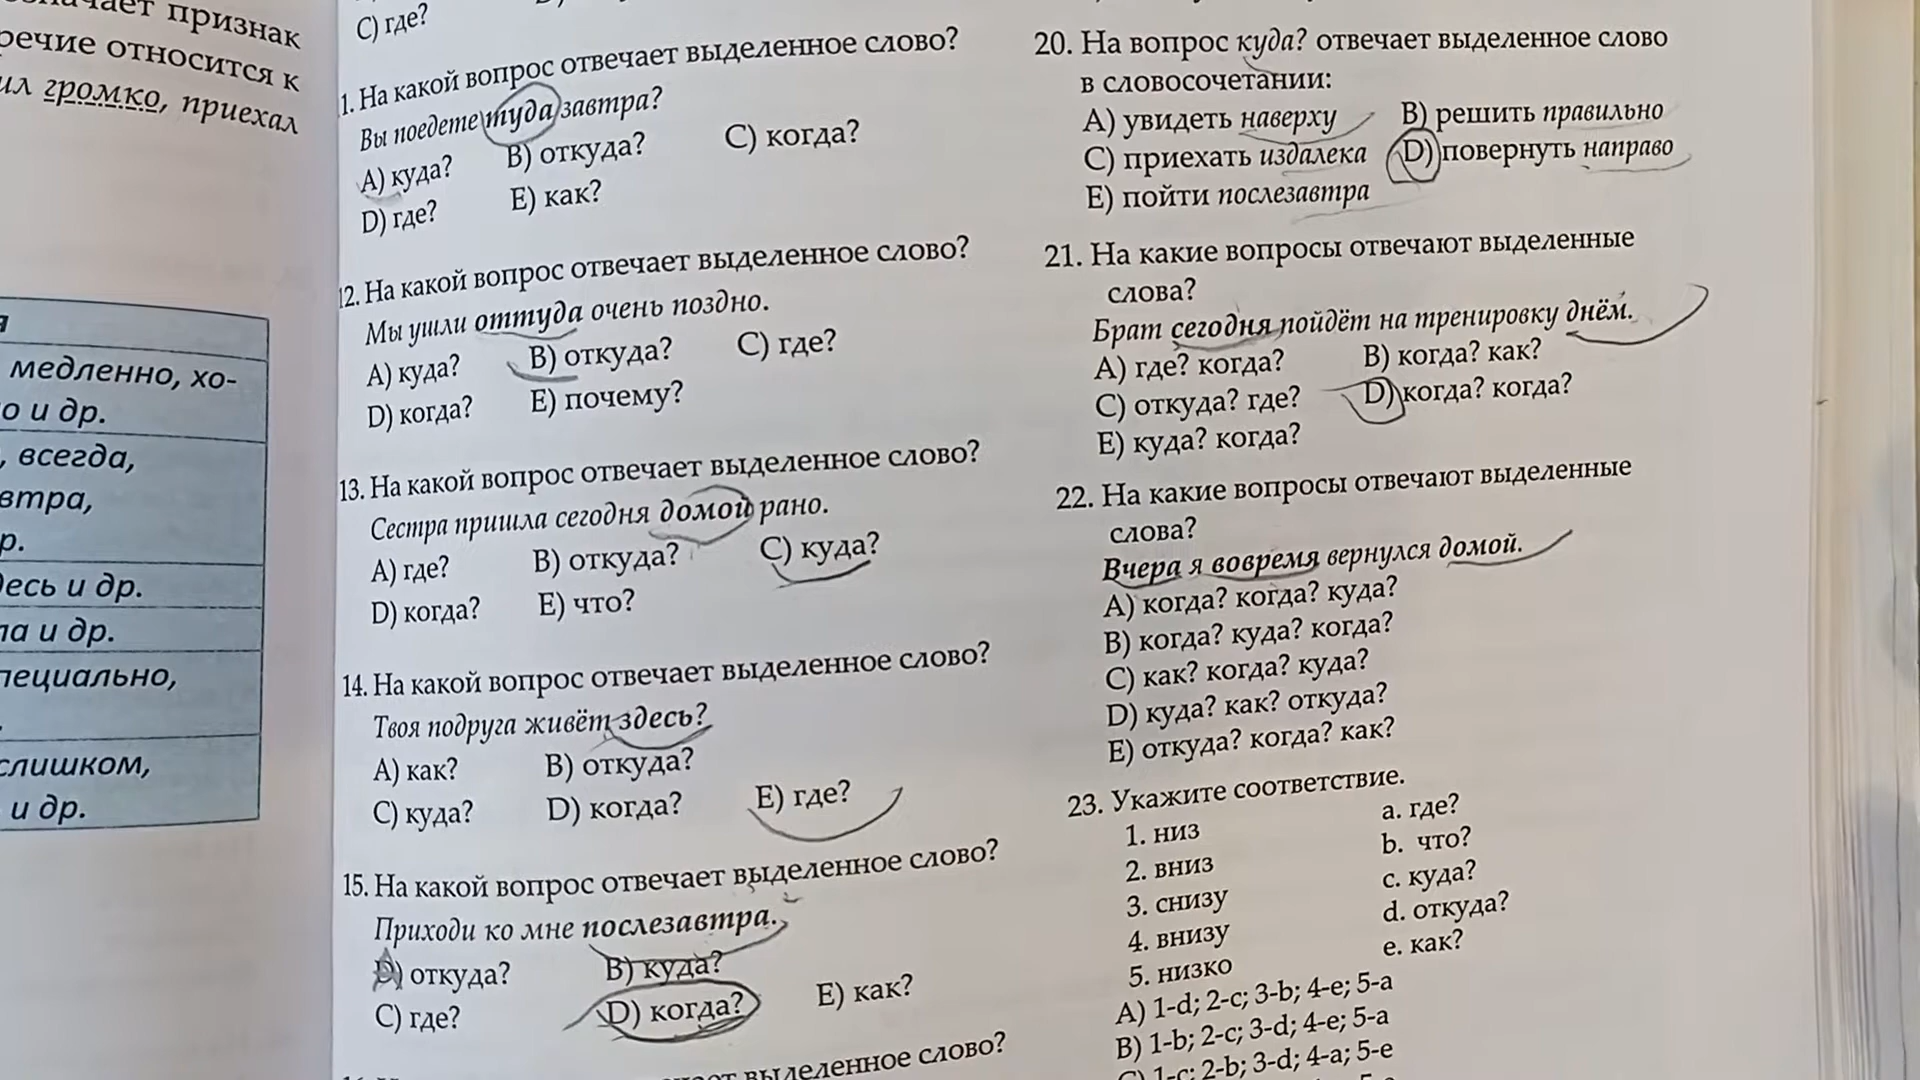 признак
речие относится к
громко, приехал
медленно, хо-
о и др.
, всегда,
втра,
р.
десь и др.
да и др.
пециально,
слишком,
и др.
C) где?
1. На какой вопрос отвечает выделенное слово?
Вы поедете туда завтра?
A) куда? B) откуда? C) когда?
D) где? E) как?
12. На какой вопрос отвечает выделенное слово?
Мы ушли оттуда очень поздно.
A) куда? B) откуда? C) где?
D) когда? E) почему?
13. На какой вопрос отвечает выделенное слово?
Сестра пришла сегодня домой рано.
A) где? B) откуда? C) куда?
D) когда? E) что?
14. На какой вопрос отвечает выделенное слово?
Твоя подруга живёт здесь?
A) как? B) откуда?
C) куда? D) когда? E) где?
15. На какой вопрос отвечает выделенное слово?
Приходи ко мне послезавтра.
откуда? B) куда?
C) где? D) когда? E) как?
выделенное слово?
20. На вопрос куда? отвечает выделенное слово
в словосочетании:
A) увидеть наверху B) решить правильно
C) приехать издалека D) повернуть направо
E) пойти послезавтра
21. На какие вопросы отвечают выделенные
слова?
Брат сегодня пойдёт на тренировку днём.
A) где? когда? B) когда? как?
C) откуда? где? D) когда? когда?
E) куда? когда?
22. На какие вопросы отвечают выделенные
слова?
Вчера я вовремя вернулся домой.
A) когда? когда? куда?
B) когда? куда? когда?
C) как? когда? куда?
D) куда? как? откуда?
E) откуда? когда? как?
23. Укажите соответствие.
1. низ a. где?
2. вниз b. что?
3. снизу c. куда?
4. внизу d. откуда?
5. низко e. как?
A) 1-d; 2-c; 3-b; 4-e; 5-a
B) 1-b; 2-c; 3-d; 4-e; 5-a
C) 1-c; 2-b; 3-d; 4-a; 5-e